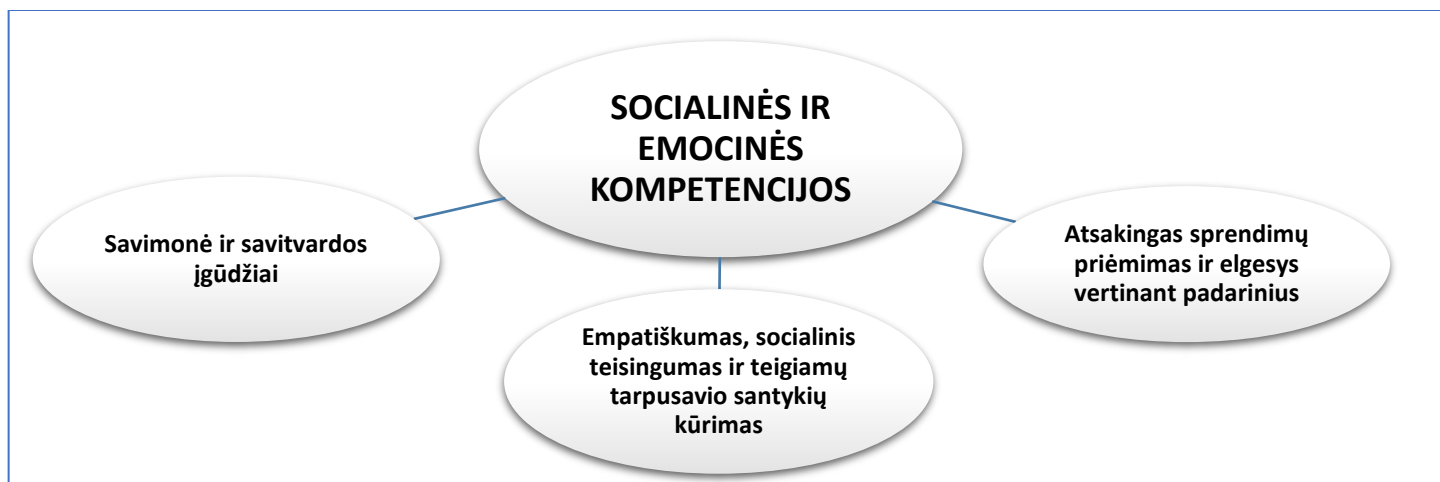 SOCIALINĖS IR
EMOCINĖS
KOMPETENCIJOS
Savimonė ir savitvardos
įgūdžiai
Empatiškumas, socialinis
teisingumas ir teigiamų
tarpusavio santykių
kūrimas
Atsakingas sprendimų
priėmimas ir elgesys
vertinant padarinius